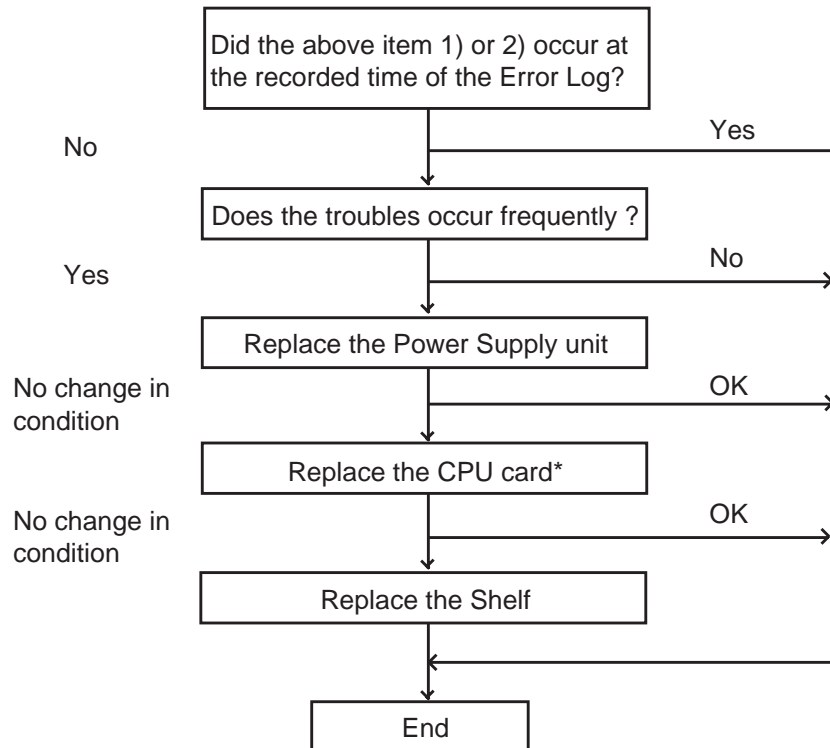 Did the above item 1) or 2) occur at
the recorded time of the Error Log?
No
Yes
Does the troubles occur frequently ?
Yes
No
Replace the Power Supply unit
No change in
condition
OK
Replace the CPU card*
No change in
condition
OK
Replace the Shelf
End